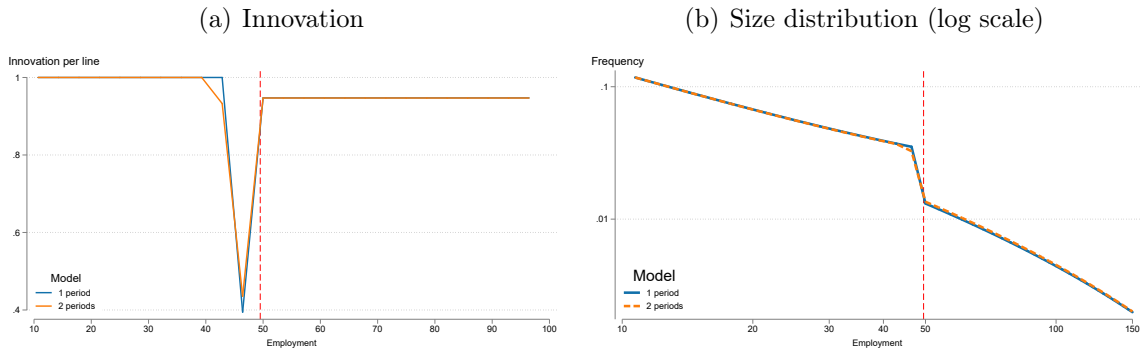 (a) Innovation
Innovation per line
1
.8
.6
.4
Model
1 period
2 periods
10 20 30 40 50 60 70 80 90 100
Employment
(b) Size distribution (log scale)
Frequency
.1
.01
Model
1 period
2 periods
10 20 30 40 50 100 150
Employment